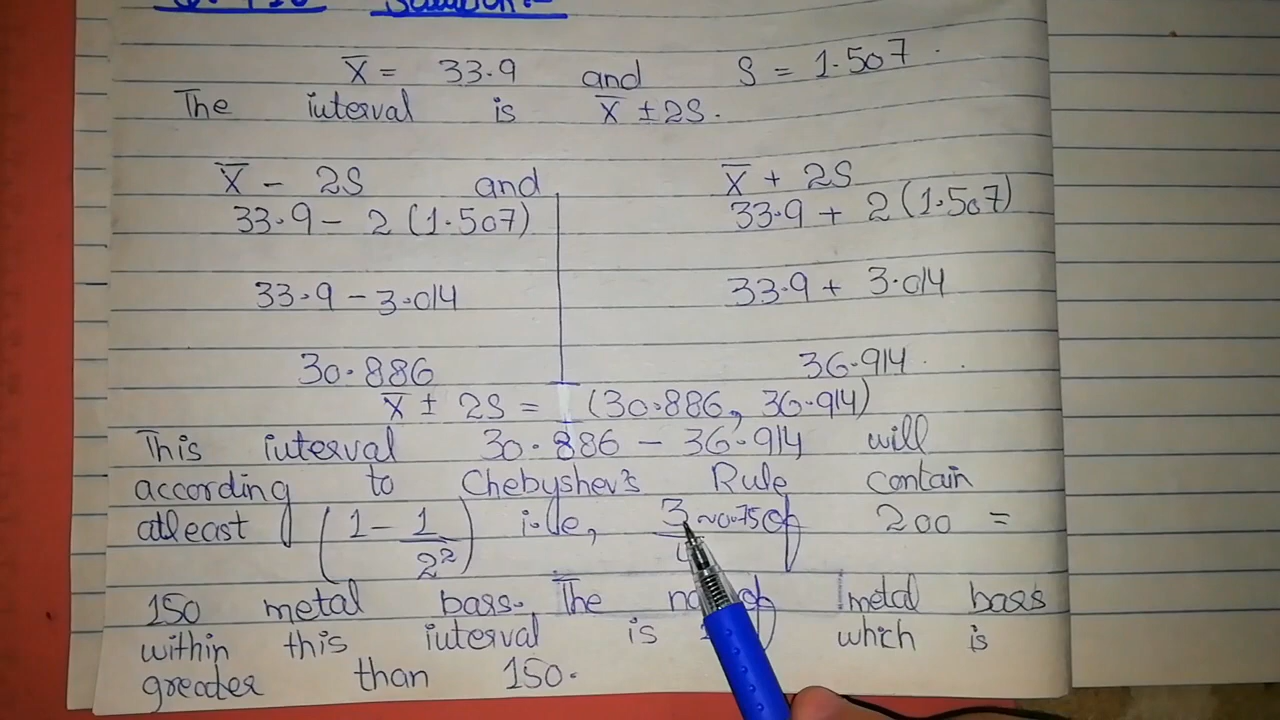 Solution:-
X̅ = 33.9 and S = 1.507.
The interval is X̅ ± 2S.
X̅ - 2S and X̅ + 2S
33.9 - 2 (1.507) 33.9 + 2 (1.507)
33.9 - 3.014 33.9 + 3.014
30.886 36.914.
X̅ ± 2S = (30.886, 36.914)
This interval 30.886 - 36.914 will
according to Chebyshev's Rule contain
atleast (1 - 1/2²) i.e, 3 ~0.75 of 200 =
150 metal bars. The no of metal bars
within this interval is which is
greater than 150.